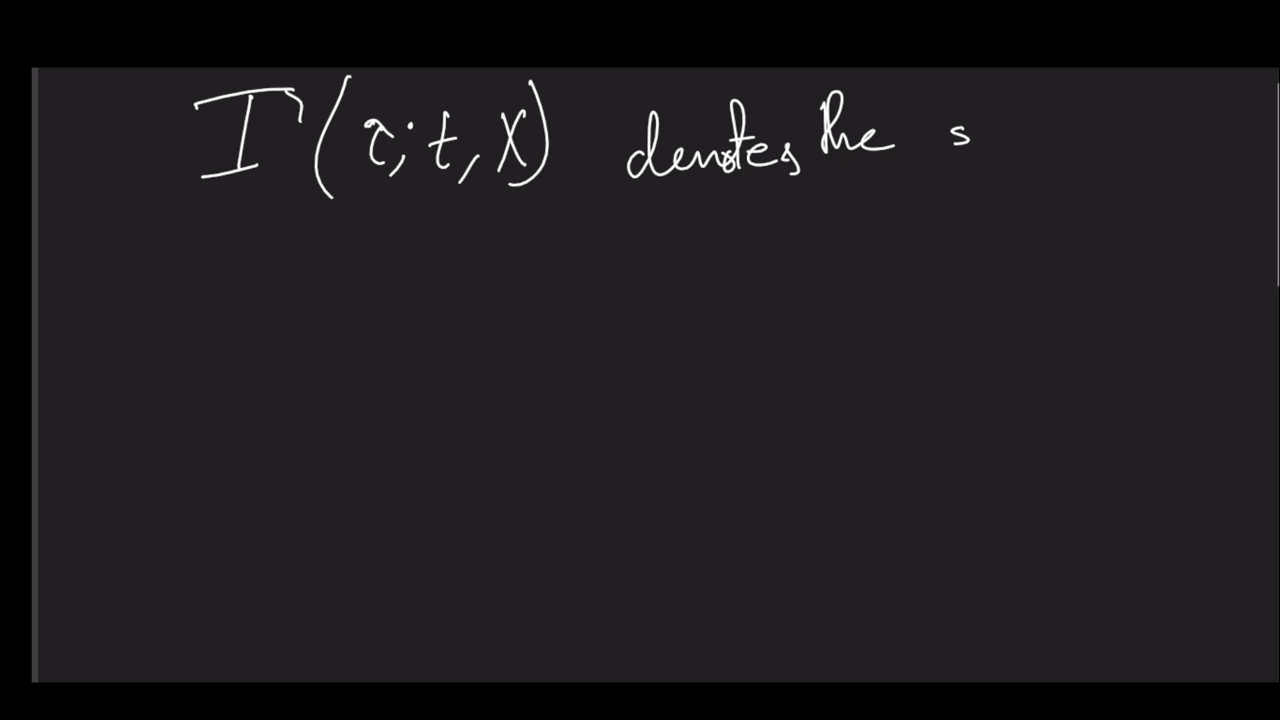 Γ(τ; t, X) denotes the s